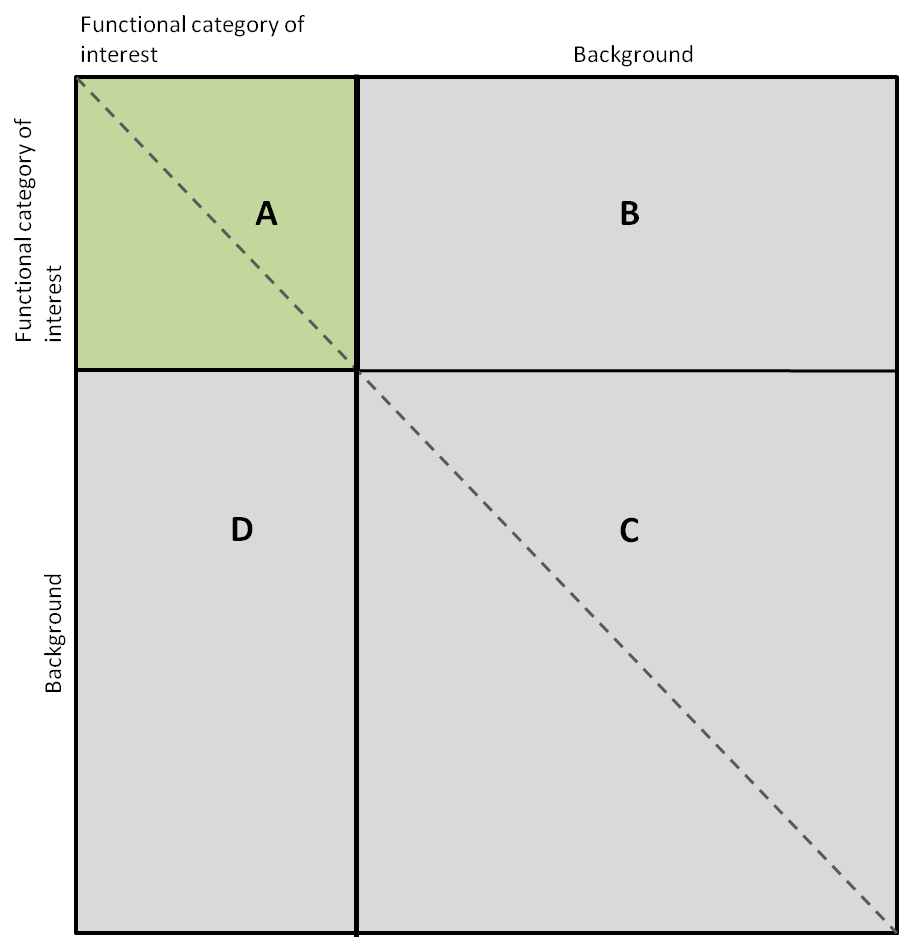 Functional category of
interest
Background
Functional category of
interest
A
B
Background
D
C